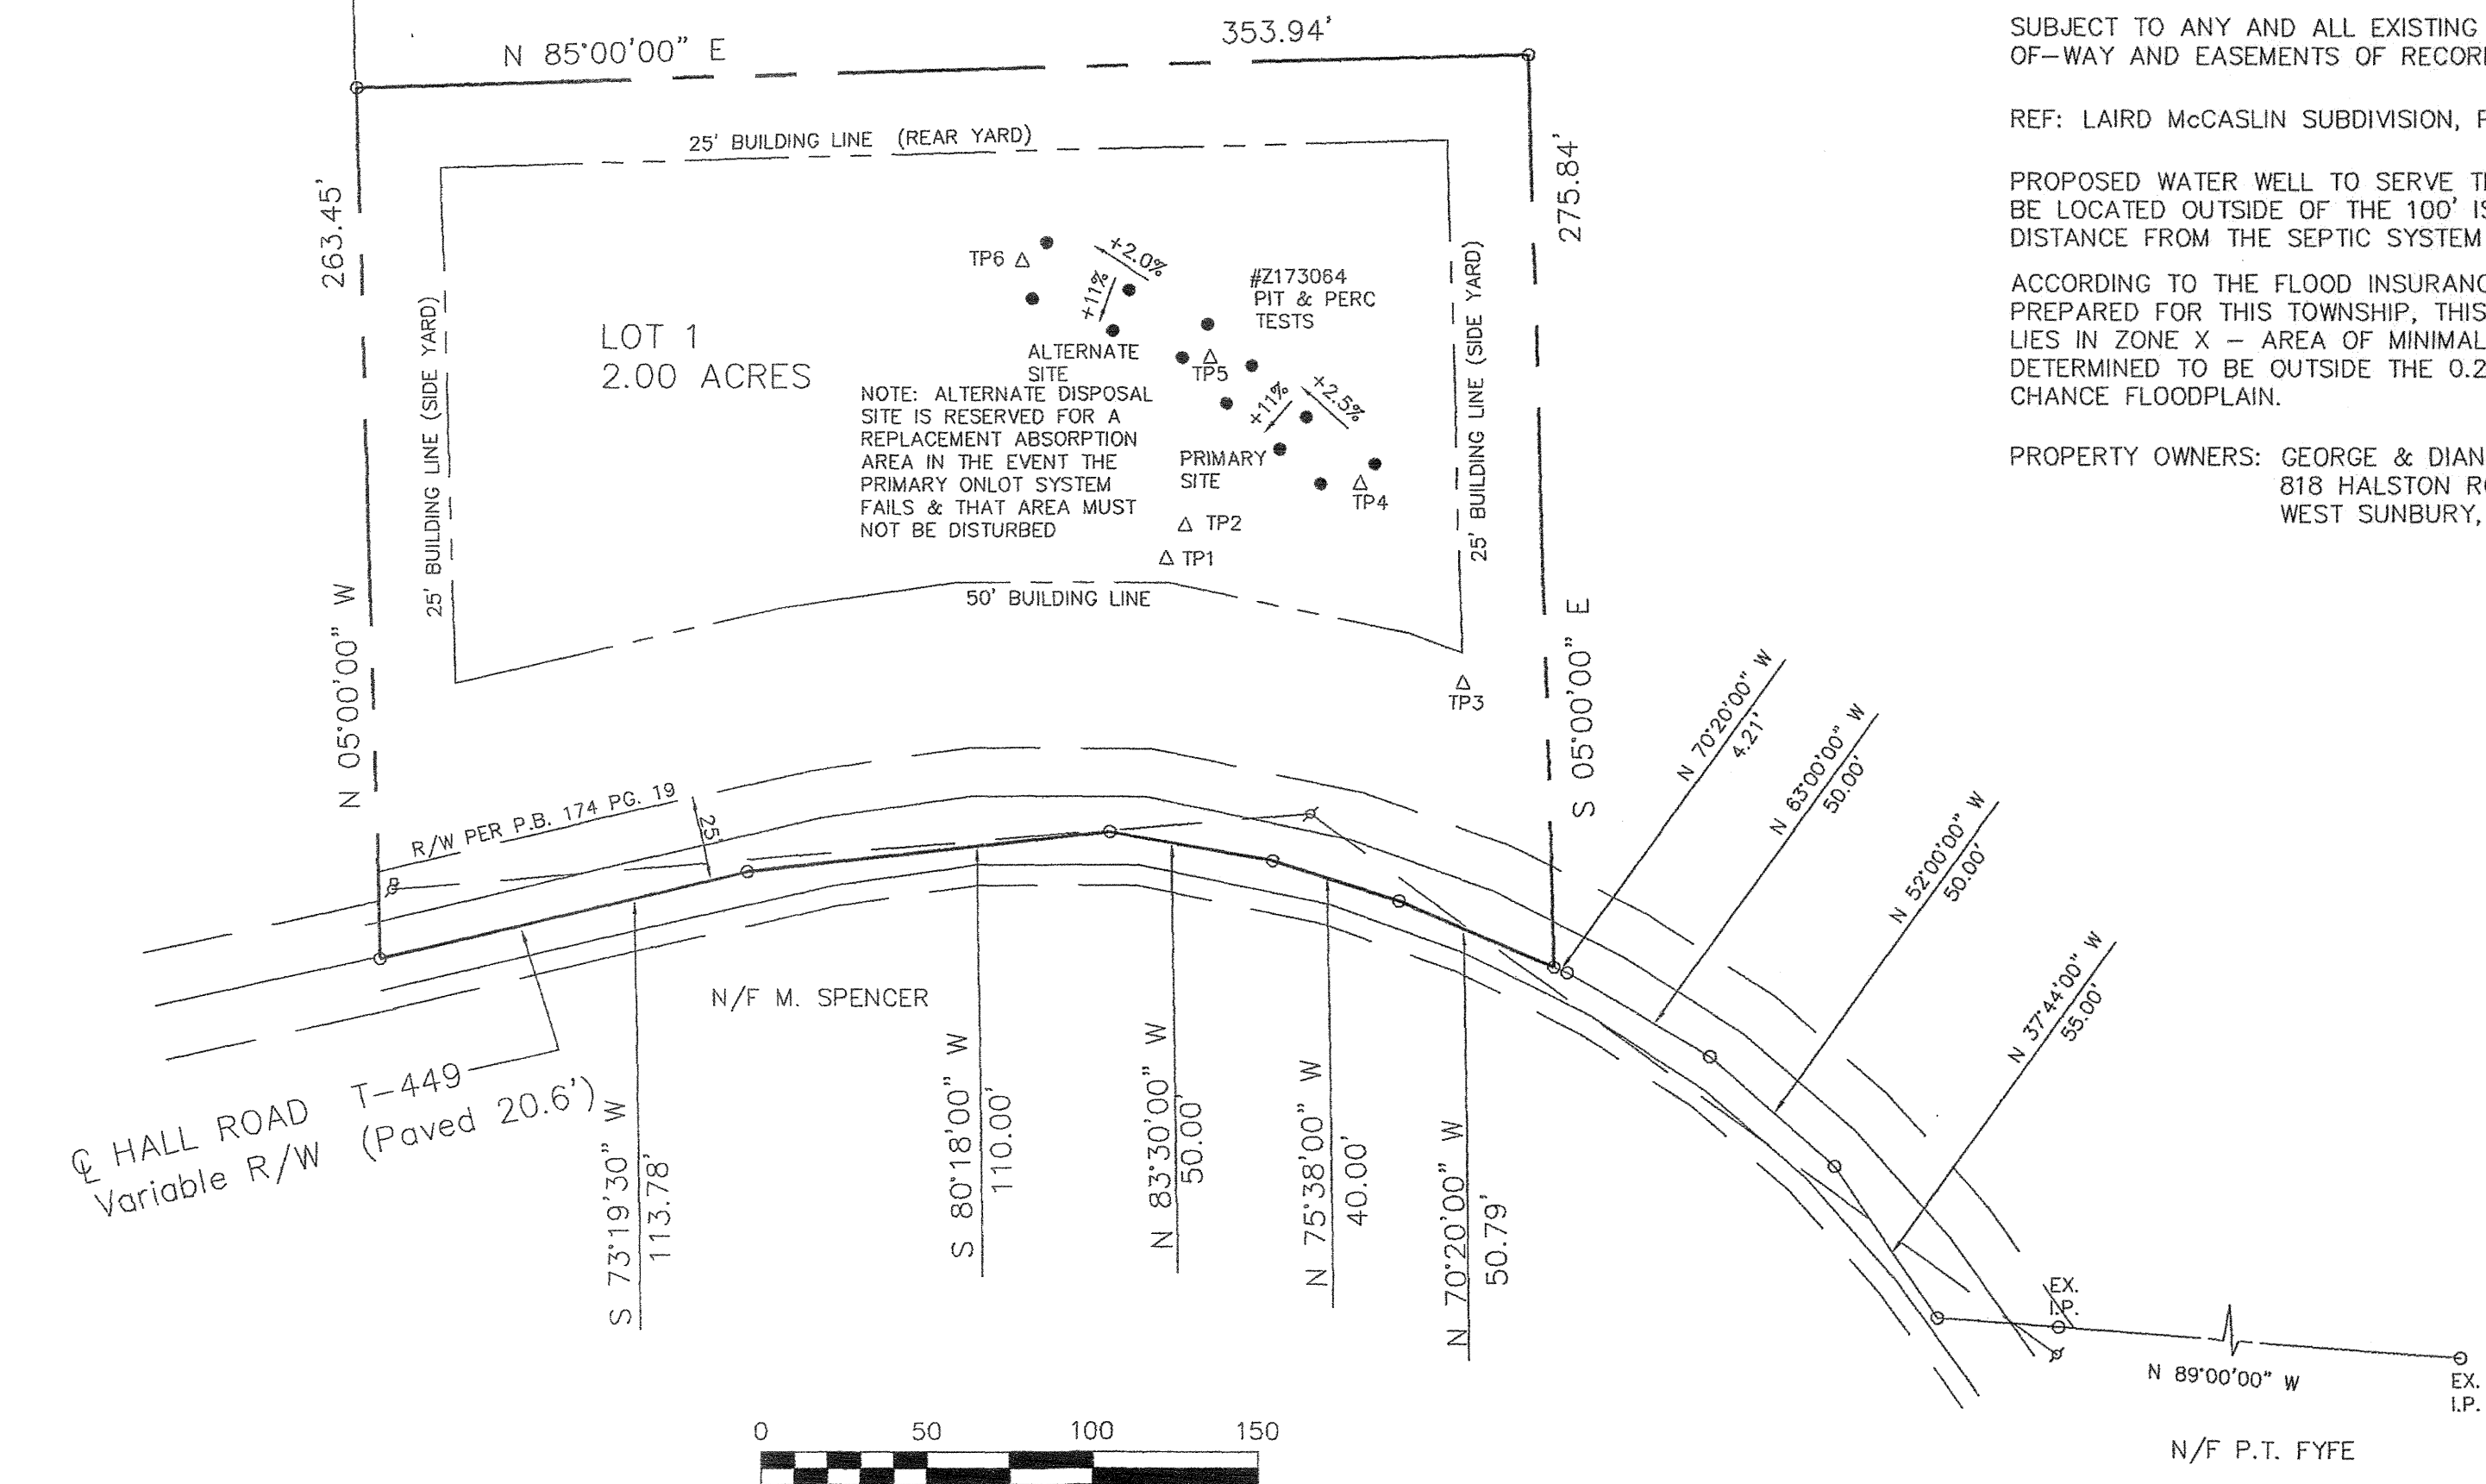 N 85°00'00" E
353.94'
263.45'
N 05°00'00" W
275.84'
S 05°00'00" E
25' BUILDING LINE (REAR YARD)
25' BUILDING LINE (SIDE YARD)
25' BUILDING LINE (SIDE YARD)
LOT 1
2.00 ACRES
TP6
+2.0%
+11%
#Z173064
PIT & PERC
TESTS
ALTERNATE
SITE
TP5
NOTE: ALTERNATE DISPOSAL
SITE IS RESERVED FOR A
REPLACEMENT ABSORPTION
AREA IN THE EVENT THE
PRIMARY ONLOT SYSTEM
FAILS & THAT AREA MUST
NOT BE DISTURBED
+11%
+2.5%
PRIMARY
SITE
TP4
TP2
TP1
50' BUILDING LINE
TP3
SUBJECT TO ANY AND ALL EXISTING
OF-WAY AND EASEMENTS OF RECOR
REF: LAIRD McCASLIN SUBDIVISION, P
PROPOSED WATER WELL TO SERVE T
BE LOCATED OUTSIDE OF THE 100' IS
DISTANCE FROM THE SEPTIC SYSTEM
ACCORDING TO THE FLOOD INSURANC
PREPARED FOR THIS TOWNSHIP, THIS
LIES IN ZONE X - AREA OF MINIMAL
DETERMINED TO BE OUTSIDE THE 0.2
CHANCE FLOODPLAIN.
PROPERTY OWNERS: GEORGE & DIAN
818 HALSTON R
WEST SUNBURY,
R/W PER P.B. 174 PG. 19
25'
N 70°20'00" W
4.21'
N 63°00'00" W
50.00'
N 52°00'00" W
50.00'
N 37°44'00" W
55.00'
N/F M. SPENCER
℄ HALL ROAD T-449
Variable R/W (Paved 20.6')
S 73°19'30" W
113.78'
S 80°18'00" W
110.00'
N 83°30'00" W
50.00'
N 75°38'00" W
40.00'
N 70°20'00" W
50.79'
EX.
I.P.
N 89°00'00" W
EX.
I.P.
N/F P.T. FYFE
0 50 100 150